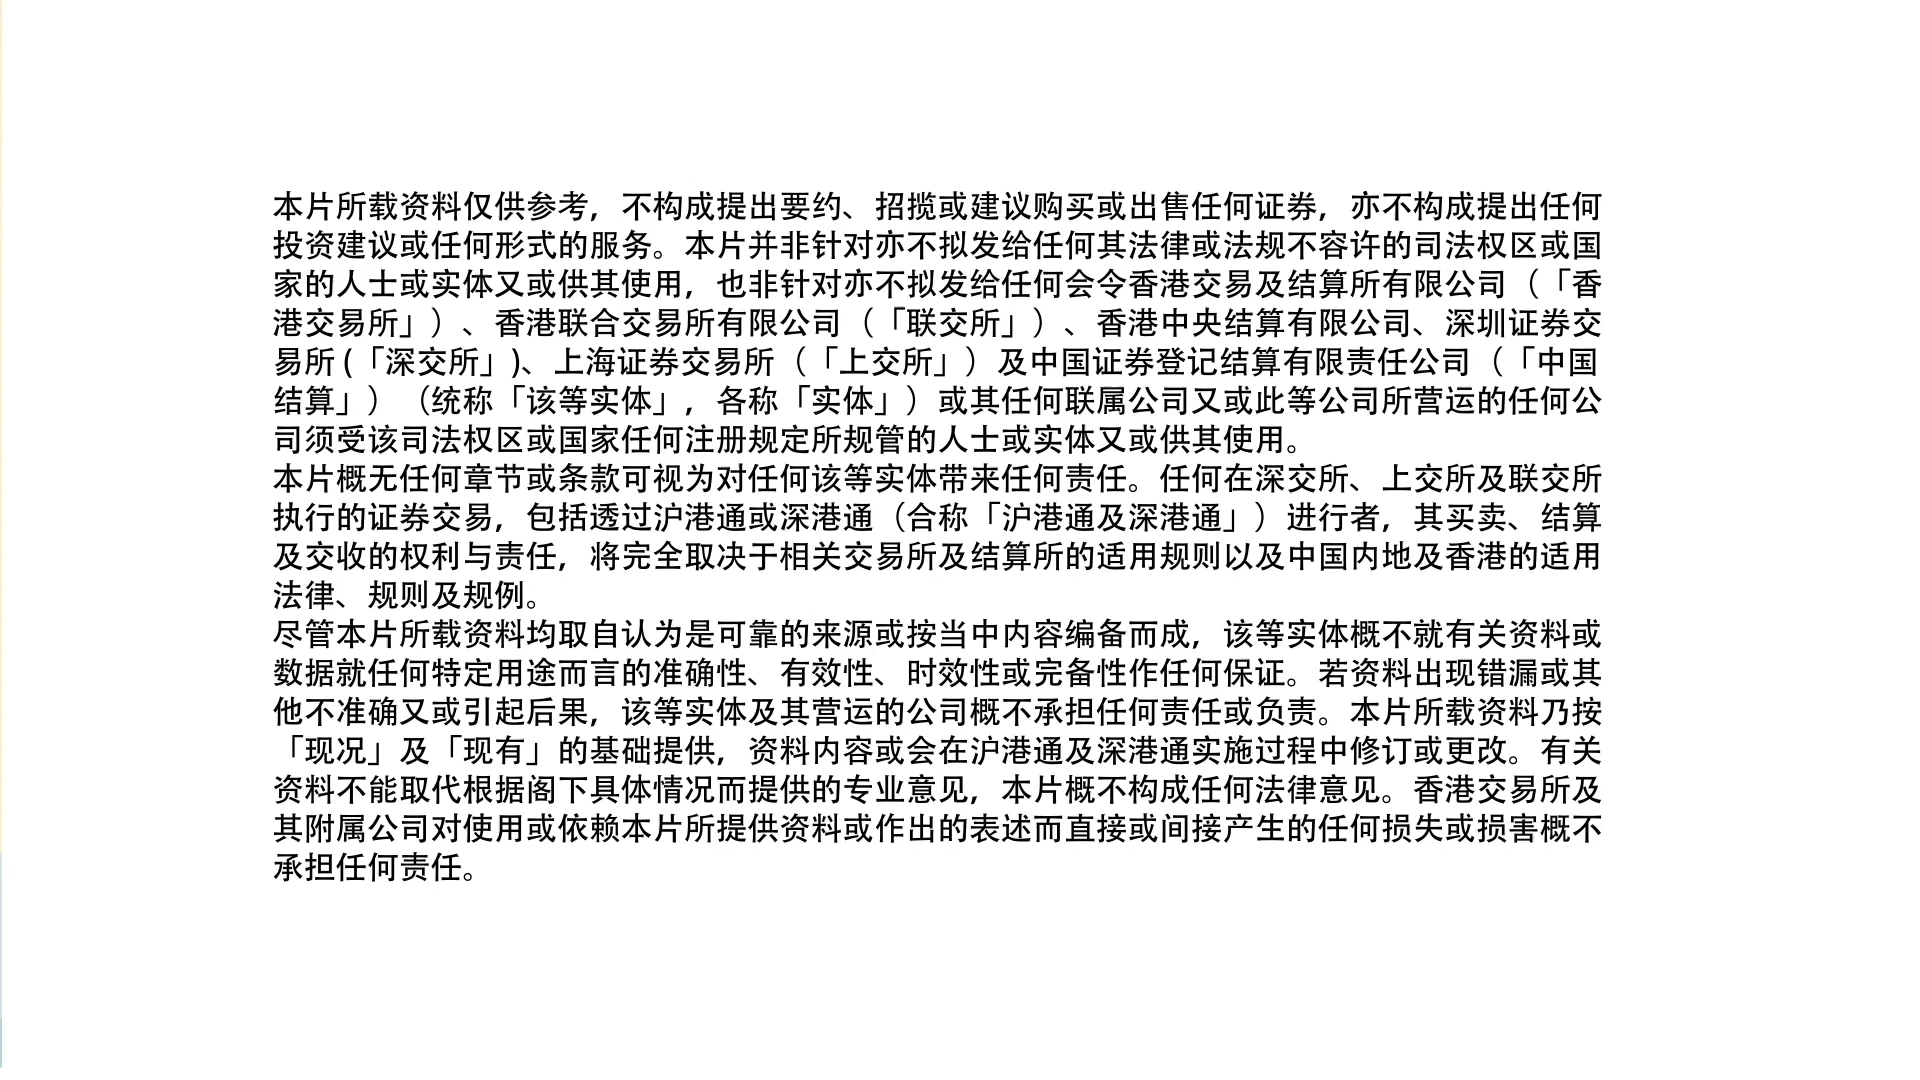 本片所载资料仅供参考，不构成提出要约、招揽或建议购买或出售任何证券，亦不构成提出任何
投资建议或任何形式的服务。本片并非针对亦不拟发给任何其法律或法规不容许的司法权区或国
家的人士或实体又或供其使用，也非针对亦不拟发给任何会令香港交易及结算所有限公司（「香
港交易所」）、香港联合交易所有限公司（「联交所」）、香港中央结算有限公司、深圳证券交
易所 (「深交所」)、上海证券交易所（「上交所」）及中国证券登记结算有限责任公司（「中国
结算」）（统称「该等实体」，各称「实体」）或其任何联属公司又或此等公司所营运的任何公
司须受该司法权区或国家任何注册规定所规管的人士或实体又或供其使用。
本片概无任何章节或条款可视为对任何该等实体带来任何责任。任何在深交所、上交所及联交所
执行的证券交易，包括透过沪港通或深港通（合称「沪港通及深港通」）进行者，其买卖、结算
及交收的权利与责任，将完全取决于相关交易所及结算所的适用规则以及中国内地及香港的适用
法律、规则及规例。
尽管本片所载资料均取自认为是可靠的来源或按当中内容编备而成，该等实体概不就有关资料或
数据就任何特定用途而言的准确性、有效性、时效性或完备性作任何保证。若资料出现错漏或其
他不准确又或引起后果，该等实体及其营运的公司概不承担任何责任或负责。本片所载资料乃按
「现况」及「现有」的基础提供，资料内容或会在沪港通及深港通实施过程中修订或更改。有关
资料不能取代根据阁下具体情况而提供的专业意见，本片概不构成任何法律意见。香港交易所及
其附属公司对使用或依赖本片所提供资料或作出的表述而直接或间接产生的任何损失或损害概不
承担任何责任。